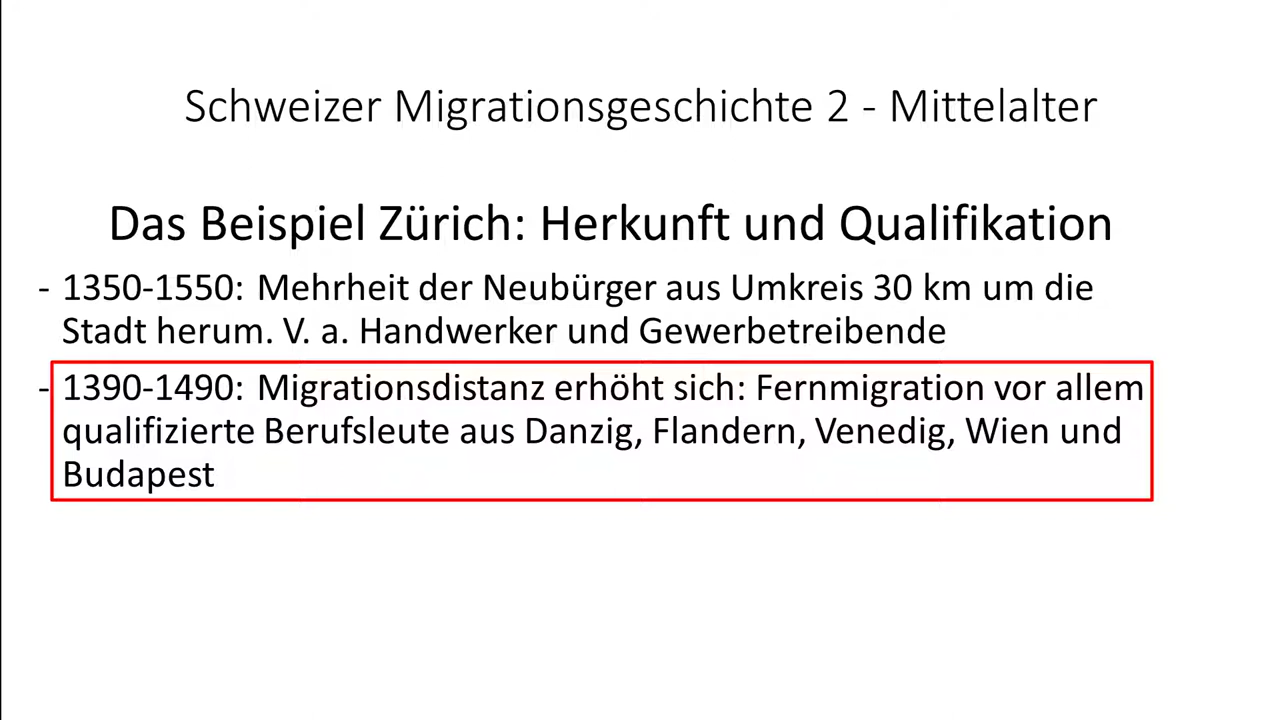 Schweizer Migrationsgeschichte 2 - Mittelalter
Das Beispiel Zürich: Herkunft und Qualifikation
- 1350-1550: Mehrheit der Neubürger aus Umkreis 30 km um die
Stadt herum. V. a. Handwerker und Gewerbetreibende
- 1390-1490: Migrationsdistanz erhöht sich: Fernmigration vor allem
qualifizierte Berufsleute aus Danzig, Flandern, Venedig, Wien und
Budapest